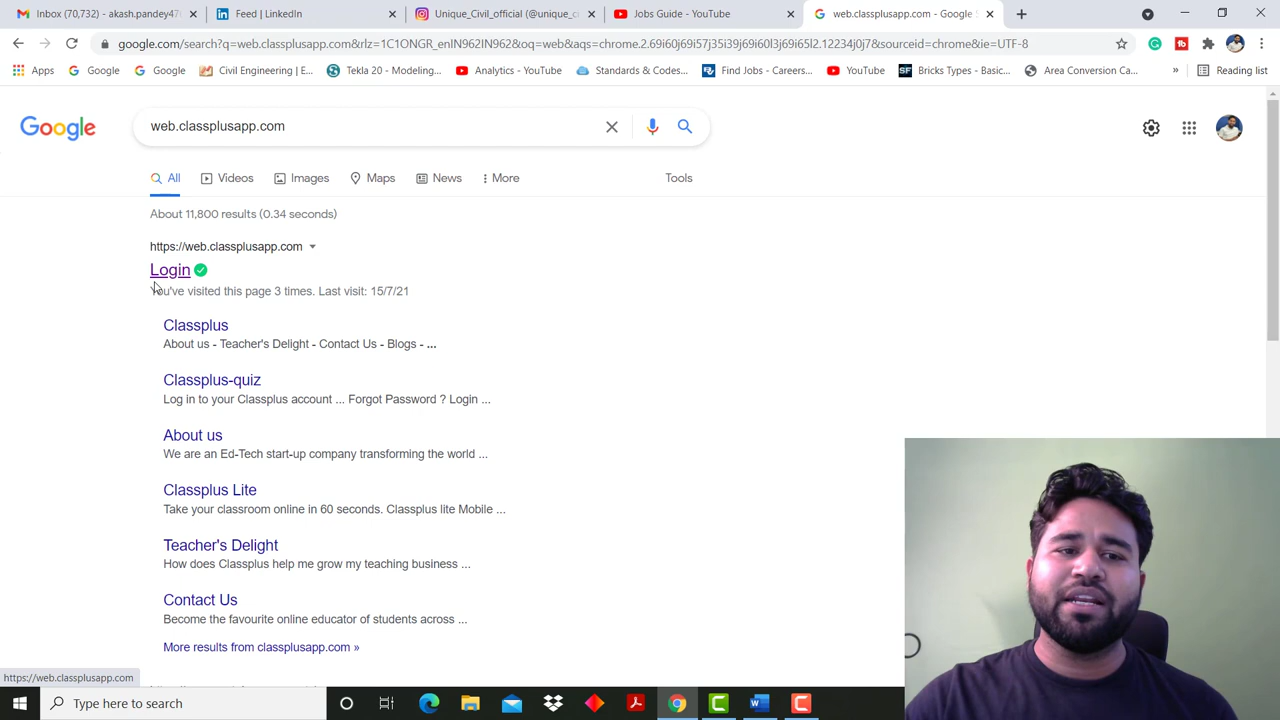 Inbox (70,732) - akash.pandey47
Feed | LinkedIn
Unique_Civil_official (@unique_c
Jobs Guide - YouTube
web.classplusapp.com - Google S
google.com/search?q=web.classplusapp.com&rlz=1C1ONGR_enIN962IN962&oq=web&aqs=chrome.2.69i60j69i57j35i39j69i60l3j69i65l2.12234j0j7&sourceid=chrome&ie=UTF-8
Apps
Google
Google
Civil Engineering | E...
Tekla 20 - Modeling...
Analytics - YouTube
Standards & Codes...
Find Jobs - Careers...
YouTube
Bricks Types - Basic...
Area Conversion Ca...
»
Reading list
Google
web.classplusapp.com
All
Videos
Images
Maps
News
More
Tools
About 11,800 results (0.34 seconds)
https://web.classplusapp.com
Login
You've visited this page 3 times. Last visit: 15/7/21
Classplus
About us - Teacher's Delight - Contact Us - Blogs - ...
Classplus-quiz
Log in to your Classplus account ... Forgot Password ? Login ...
About us
We are an Ed-Tech start-up company transforming the world ...
Classplus Lite
Take your classroom online in 60 seconds. Classplus lite Mobile ...
Teacher's Delight
How does Classplus help me grow my teaching business ...
Contact Us
Become the favourite online educator of students across ...
More results from classplusapp.com »
https://web.classplusapp.com
Type here to search